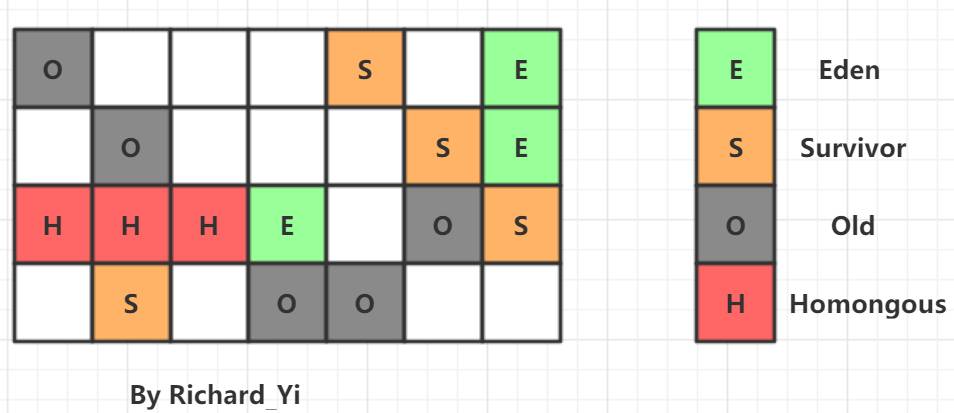 O S E
O S E
H H H E O S
S O O
E Eden
S Survivor
O Old
H Homongous
By Richard_Yi